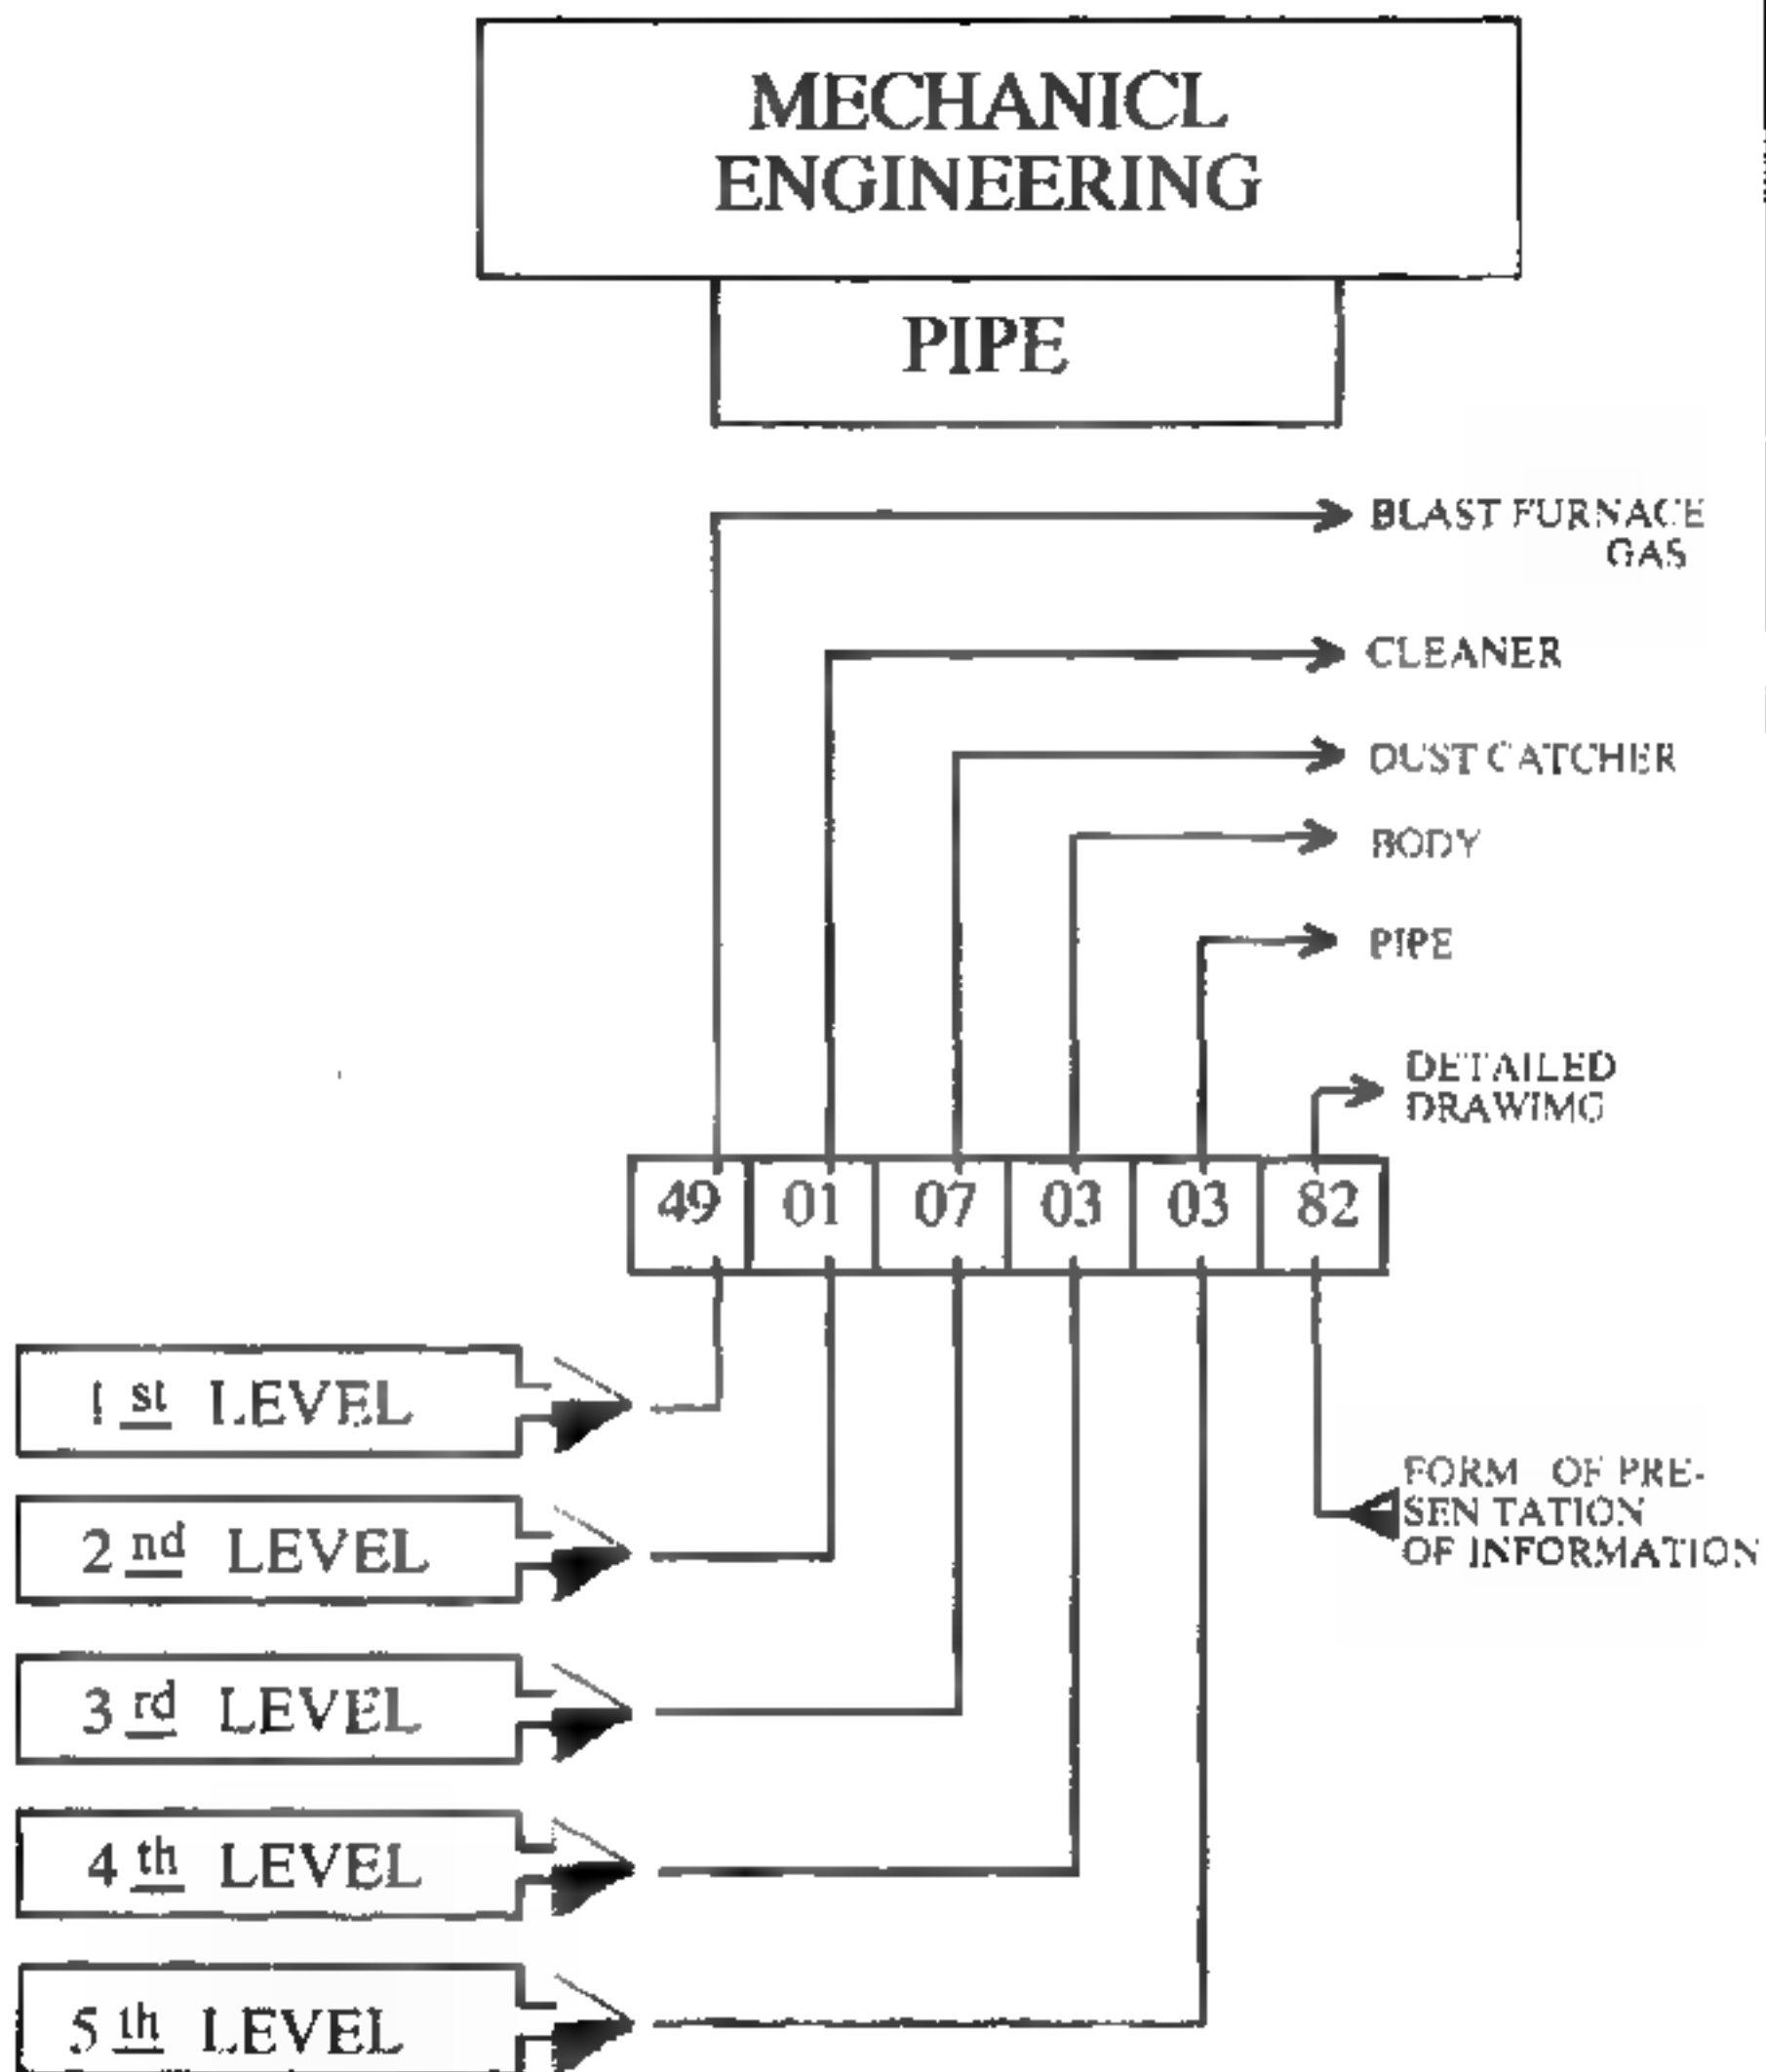 MECHANICL
ENGINEERING
PIPE
BLAST FURNACE
GAS
CLEANER
DUST CATCHER
BODY
PIPE
DETAILED
DRAWIMG
49 01 07 03 03 82
1 st LEVEL
2 nd LEVEL
3 rd LEVEL
4 th LEVEL
5 th LEVEL
FORM OF PRE-
SEN TATION
OF INFORMATION